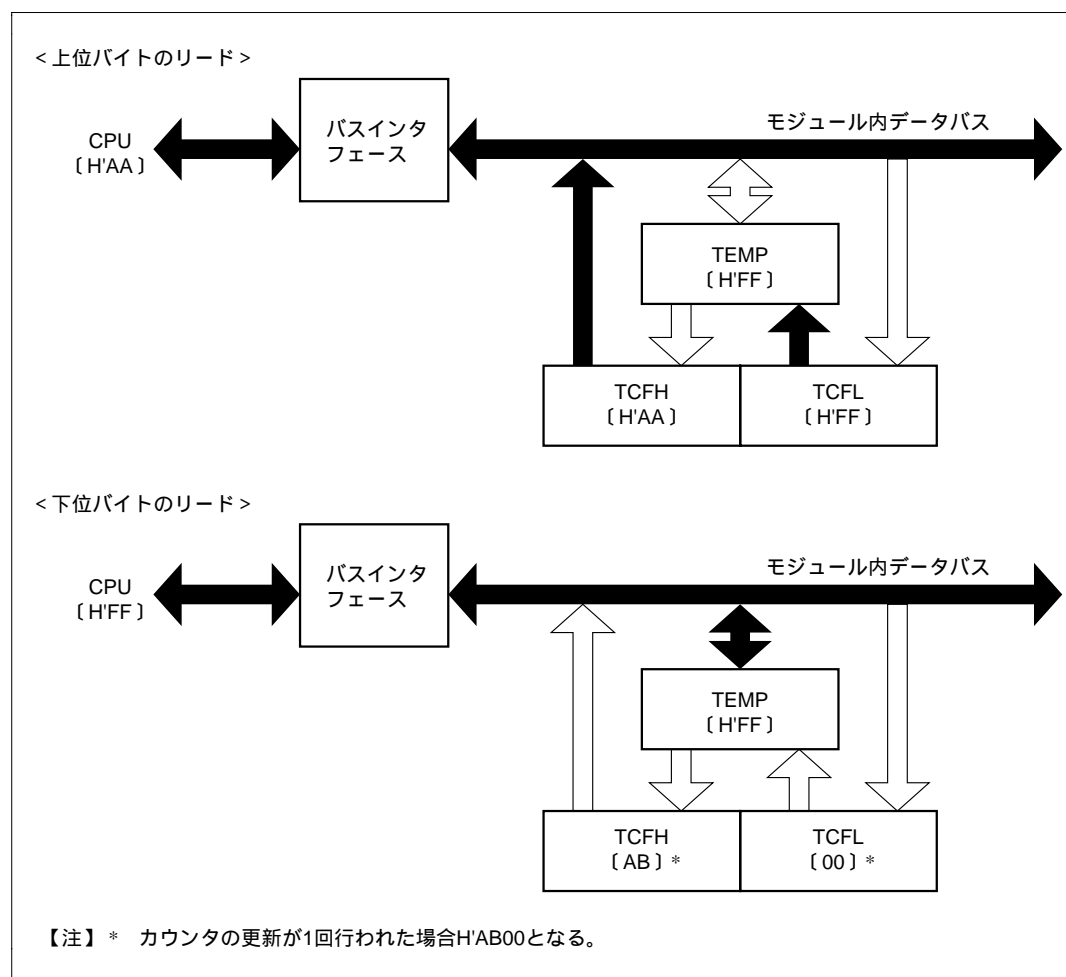 <上位バイトのリード>
モジュール内データバス
CPU
〔H'AA〕
バスインタ
フェース
TEMP
〔H'FF〕
TCFH
〔H'AA〕
TCFL
〔H'FF〕
<下位バイトのリード>
モジュール内データバス
CPU
〔H'FF〕
バスインタ
フェース
TEMP
〔H'FF〕
TCFH
〔AB〕*
TCFL
〔00〕*
【注】* カウンタの更新が1回行われた場合H'AB00となる。